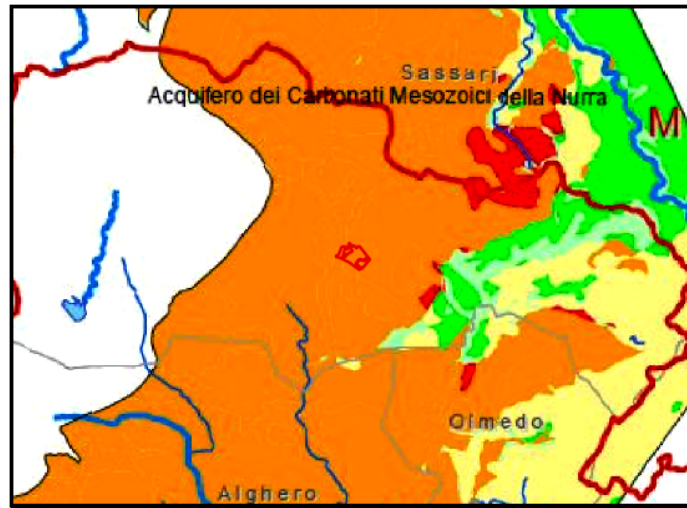 Sassari
Acquifero dei Carbonati Mesozoici della Nurra
M
Olmedo
Alghero